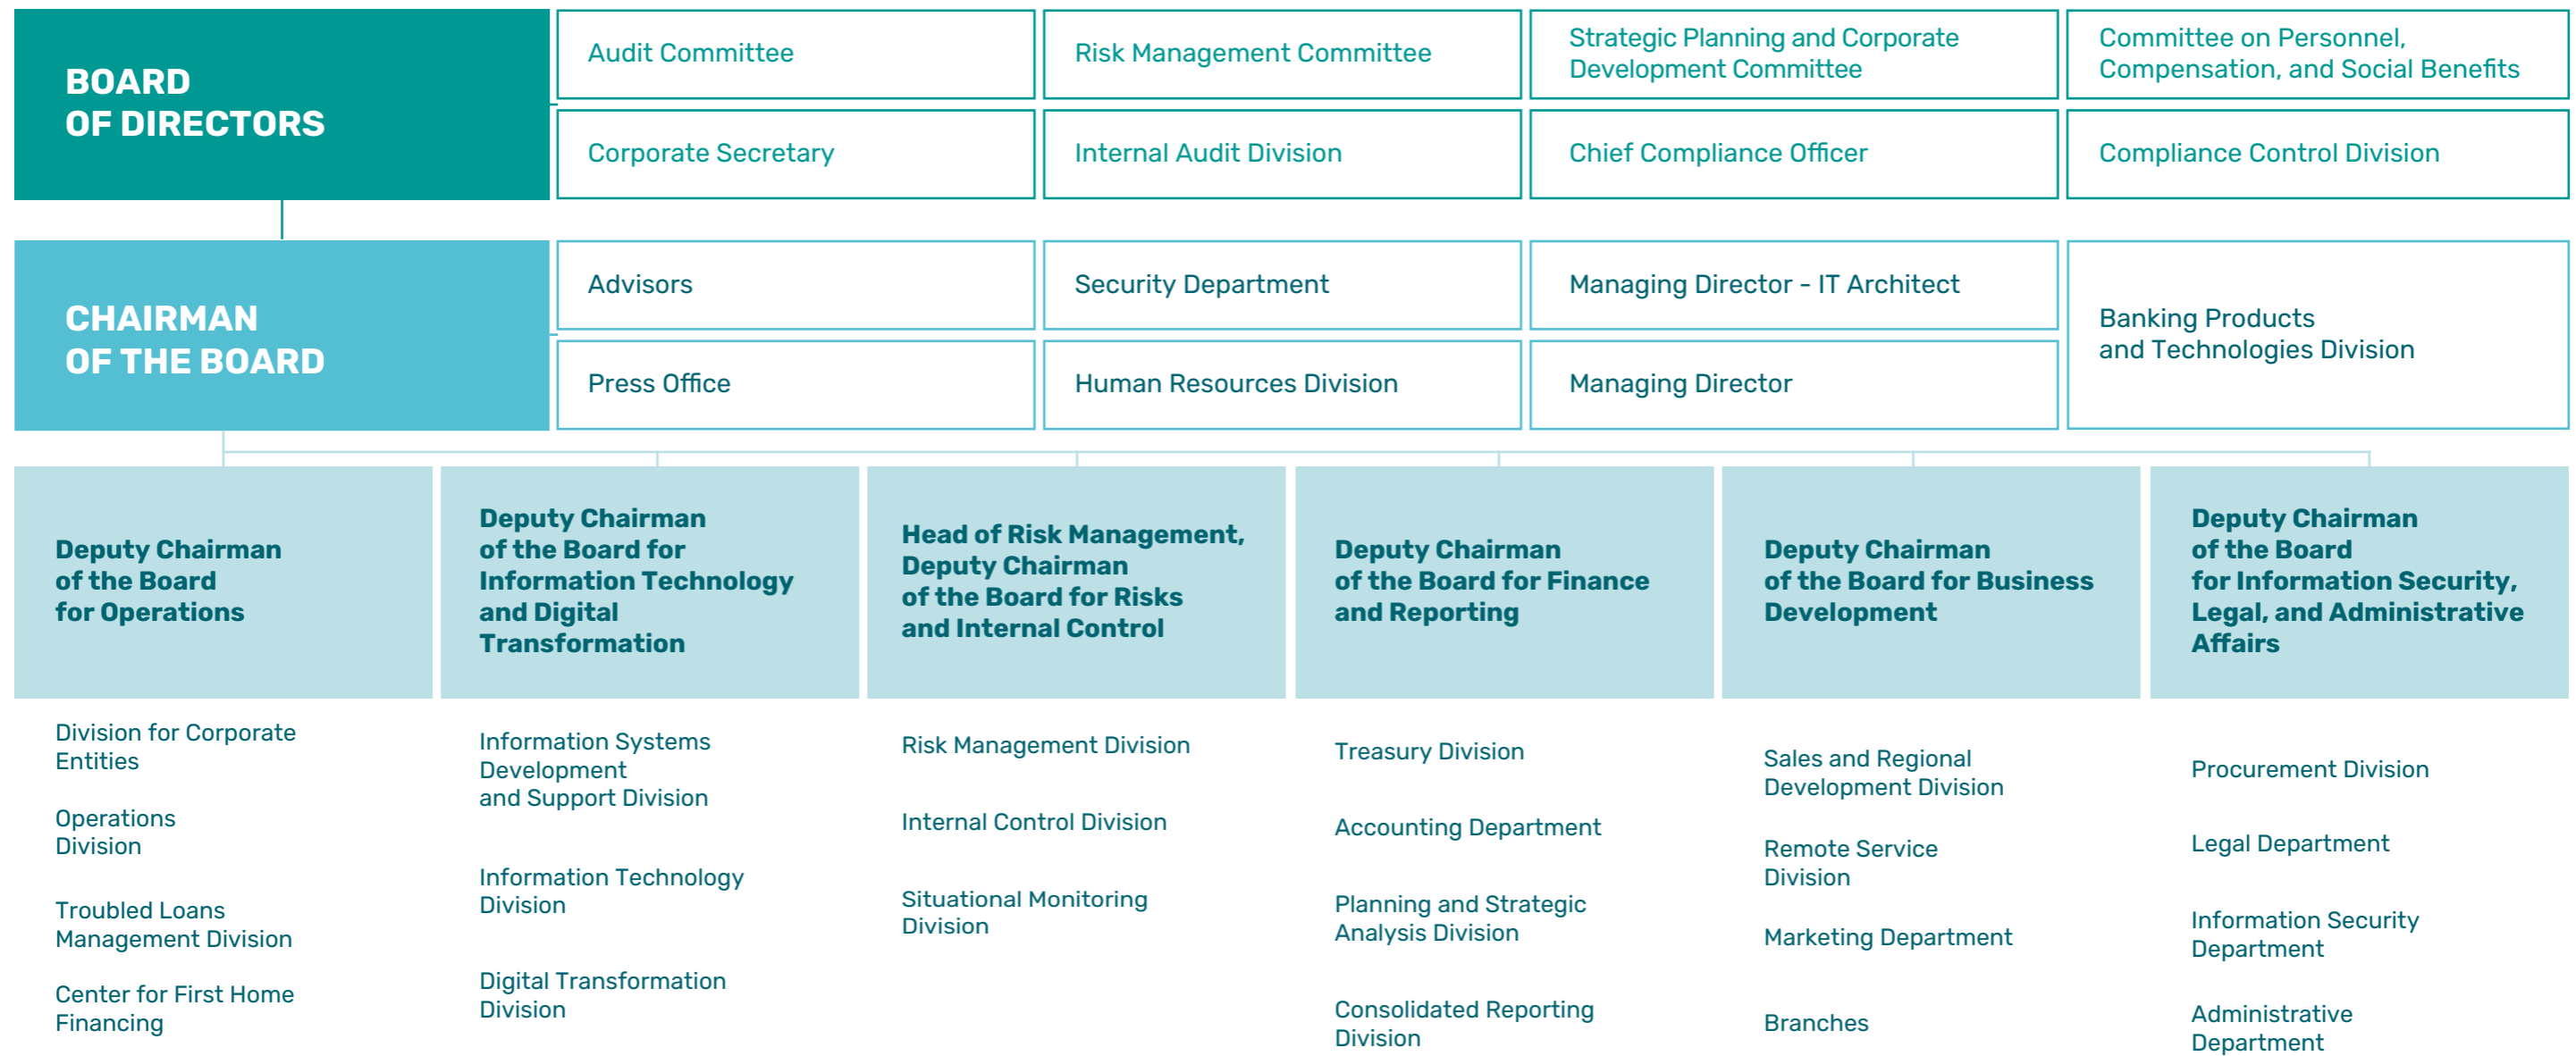 BOARD
OF DIRECTORS
Audit Committee
Risk Management Committee
Strategic Planning and Corporate
Development Committee
Committee on Personnel,
Compensation, and Social Benefits
Corporate Secretary
Internal Audit Division
Chief Compliance Officer
Compliance Control Division
CHAIRMAN
OF THE BOARD
Advisors
Security Department
Managing Director - IT Architect
Banking Products
and Technologies Division
Press Office
Human Resources Division
Managing Director
Deputy Chairman
of the Board
for Operations
Division for Corporate
Entities
Operations
Division
Troubled Loans
Management Division
Center for First Home
Financing
Deputy Chairman
of the Board for
Information Technology
and Digital
Transformation
Information Systems
Development
and Support Division
Information Technology
Division
Digital Transformation
Division
Head of Risk Management,
Deputy Chairman
of the Board for Risks
and Internal Control
Risk Management Division
Internal Control Division
Situational Monitoring
Division
Deputy Chairman
of the Board for Finance
and Reporting
Treasury Division
Accounting Department
Planning and Strategic
Analysis Division
Consolidated Reporting
Division
Deputy Chairman
of the Board for Business
Development
Sales and Regional
Development Division
Remote Service
Division
Marketing Department
Branches
Deputy Chairman
of the Board
for Information Security,
Legal, and Administrative
Affairs
Procurement Division
Legal Department
Information Security
Department
Administrative
Department